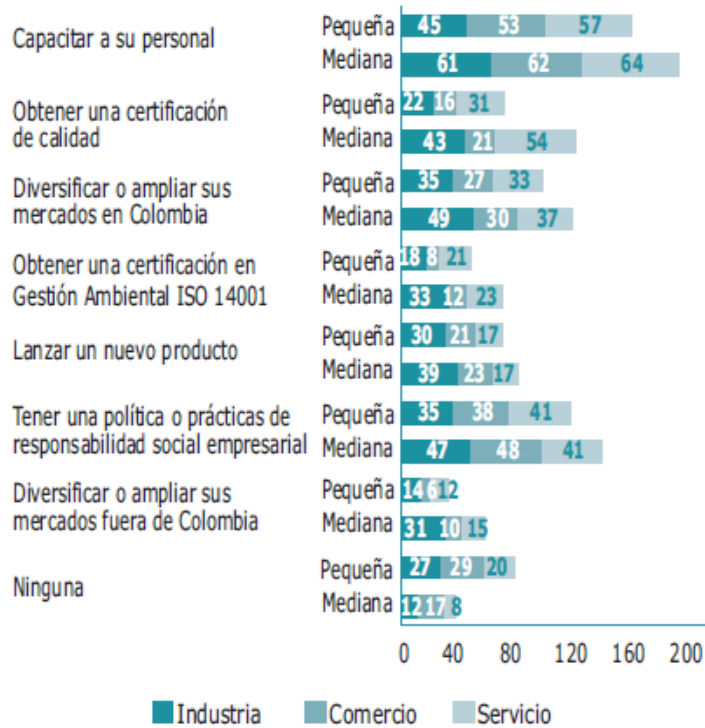 Capacitar a su personal
Pequeña 45 53 57
Mediana 61 62 64
Obtener una certificación
de calidad
Pequeña 22 16 31
Mediana 43 21 54
Diversificar o ampliar sus
mercados en Colombia
Pequeña 35 27 33
Mediana 49 30 37
Obtener una certificación en
Gestión Ambiental ISO 14001
Pequeña 18 8 21
Mediana 33 12 23
Lanzar un nuevo producto
Pequeña 30 21 17
Mediana 39 23 17
Tener una política o prácticas de
responsabilidad social empresarial
Pequeña 35 38 41
Mediana 47 48 41
Diversificar o ampliar sus
mercados fuera de Colombia
Pequeña 14 6 12
Mediana 31 10 15
Ninguna
Pequeña 27 29 20
Mediana 12 17 8
0 40 80 120 160 200
Industria Comercio Servicio